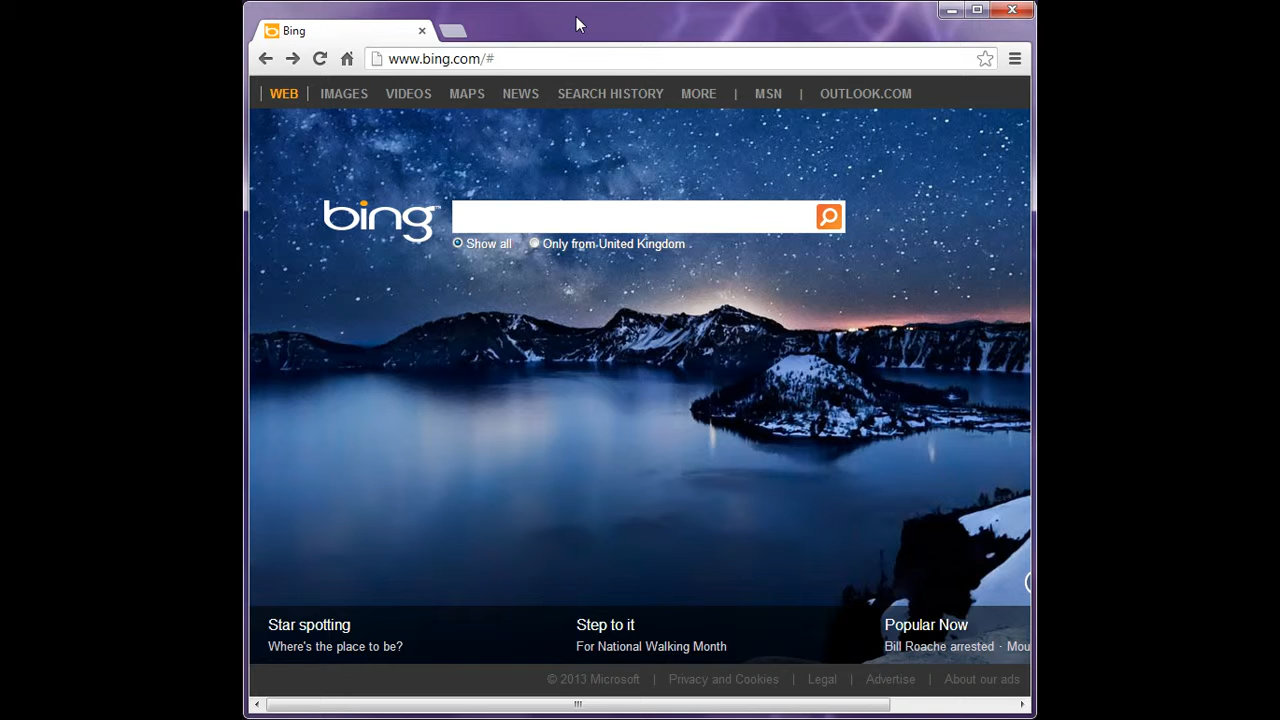 Bing
www.bing.com/#
WEB IMAGES VIDEOS MAPS NEWS SEARCH HISTORY MORE | MSN | OUTLOOK.COM
bing™
Show all Only from United Kingdom
Star spotting
Where's the place to be?
Step to it
For National Walking Month
Popular Now
Bill Roache arrested · Mou
© 2013 Microsoft | Privacy and Cookies | Legal | Advertise | About our ads